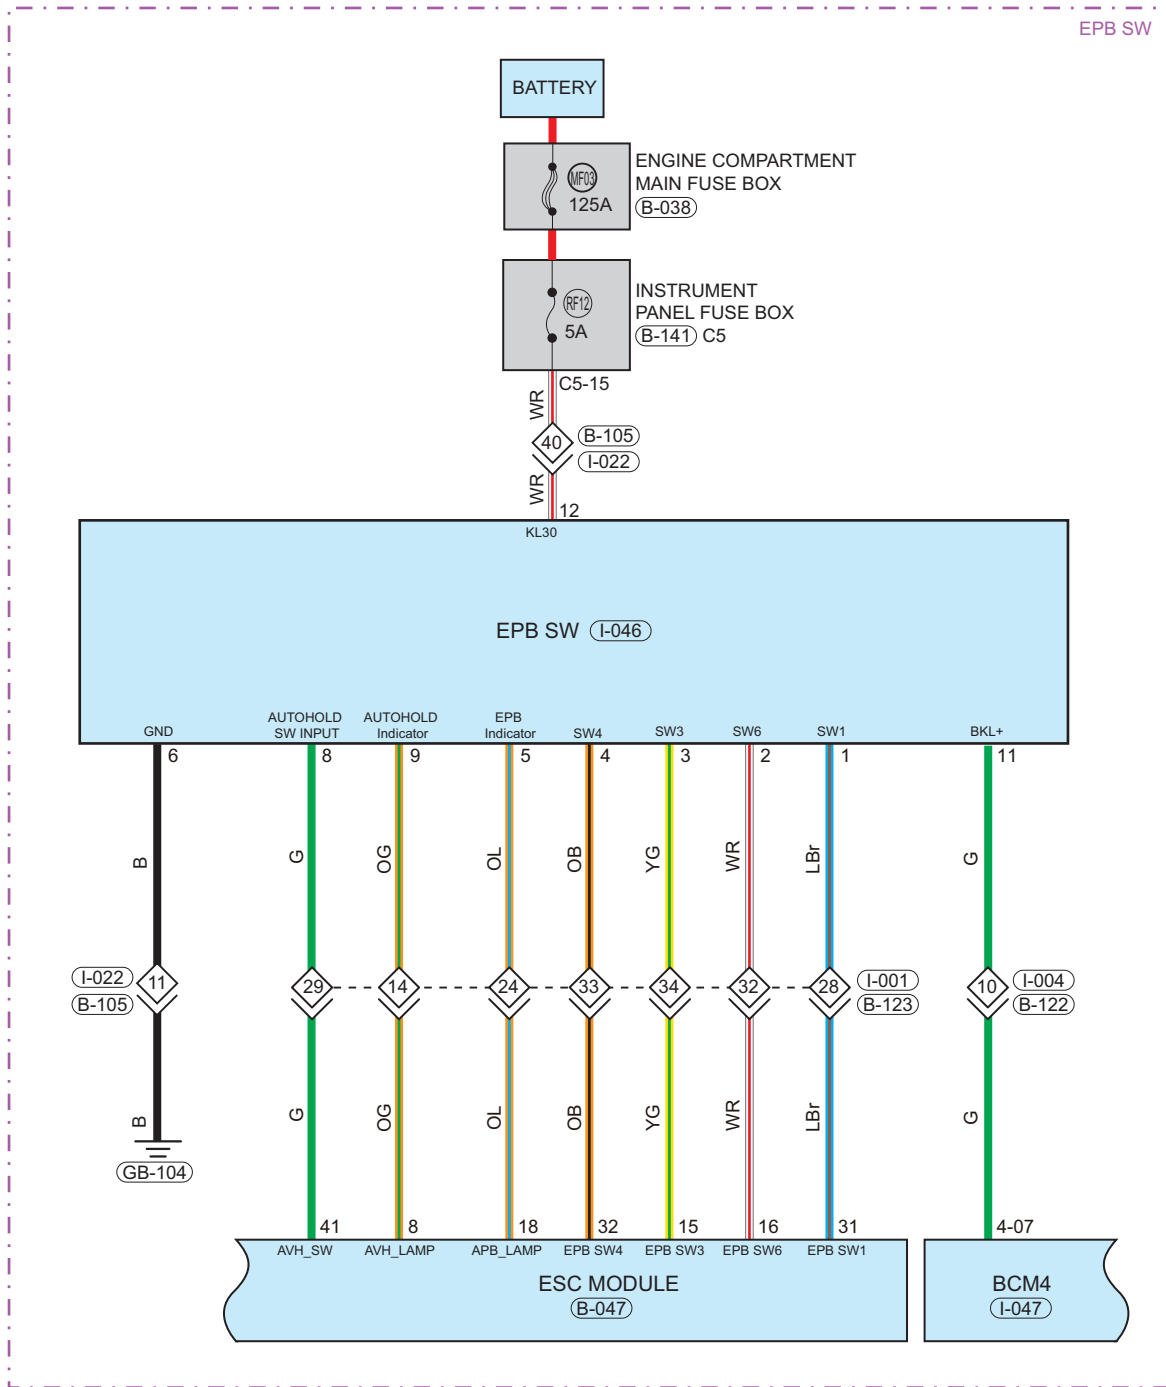 EPB SW
BATTERY
MF03
125A
ENGINE COMPARTMENT
MAIN FUSE BOX
B-038
RF12
5A
INSTRUMENT
PANEL FUSE BOX
B-141 C5
C5-15
WR
40
B-105
I-022
WR
12
KL30
EPB SW I-046
GND
AUTOHOLD
SW INPUT
AUTOHOLD
Indicator
EPB
Indicator
SW4
SW3
SW6
SW1
BKL+
6 8 9 5 4 3 2 1 11
B G OG OL OB YG WR LBr G
I-022
B-105
11
29 14 24 33 34 32 28
I-001
B-123
10
I-004
B-122
B G OG OL OB YG WR LBr G
GB-104
41 8 18 32 15 16 31 4-07
AVH_SW AVH_LAMP APB_LAMP EPB SW4 EPB SW3 EPB SW6 EPB SW1
ESC MODULE
B-047
BCM4
I-047